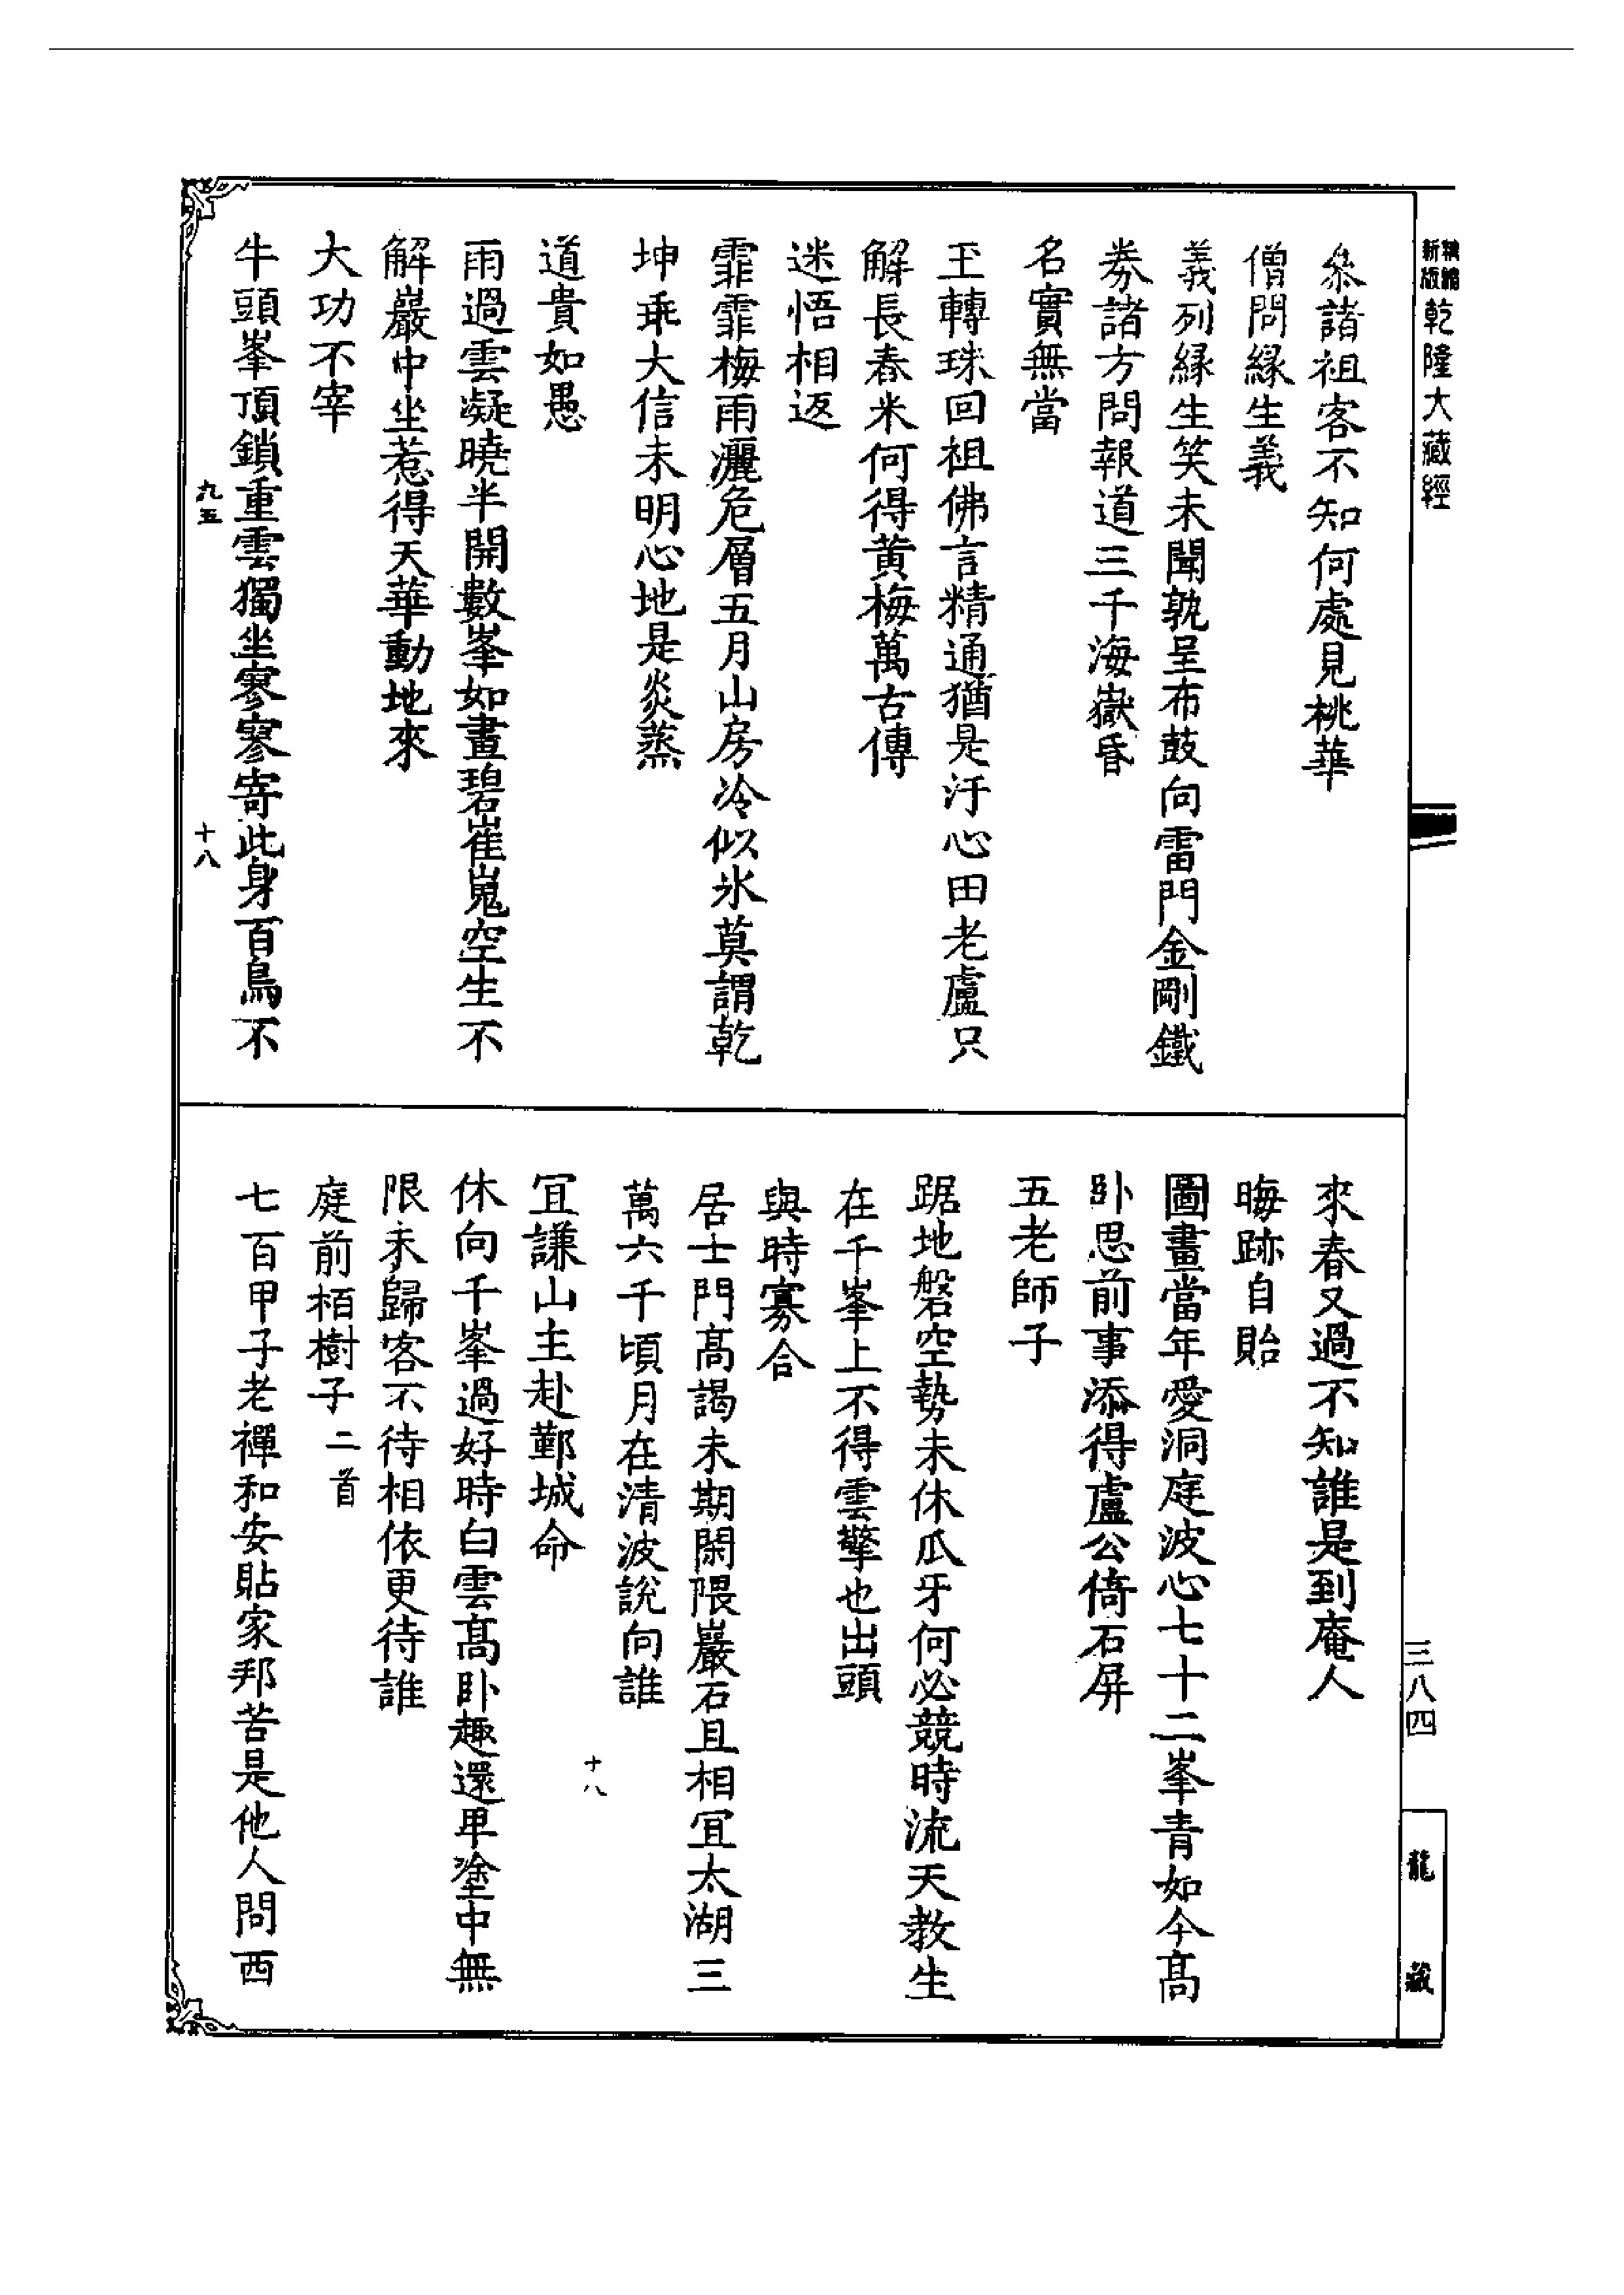 精縮
新版
乾隆大藏經
叅諸祖客不知何處見桃華
僧問緣生義
義列緣生笑未聞孰呈布鼓向雷門金剛鐵
劵諸方問報道三千海嶽昏
名實無當
玉轉珠回祖佛言精通猶是汙心田老盧只
解長舂米何得黃梅萬古傳
迷悟相返
霏霏梅雨灑危層五月山房冷似氷莫謂乾
坤乖大信未明心地是炎蒸
道貴如愚
雨過雲凝曉半開數峯如畫碧崔嵬空生不
解巖中坐惹得天華動地來
大功不宰
牛頭峯頂鎖重雲獨坐寥寥寄此身百鳥不
九五
十八
三八四
龍藏
來春又過不知誰是到庵人
晦跡自貽
圖畫當年愛洞庭波心七十二峯青如今髙
卧思前事添得盧公倚石屏
五老師子
踞地磐空勢未休瓜牙何必競時流天教生
在千峯上不得雲擎也出頭
與時寡合
居士門髙謁未期閑隈巖石且相宜太湖三
萬六千頃月在清波說向誰
十八
宜謙山主赴鄞城命
休向千峯過好時白雲髙卧趣還卑塗中無
限未歸客不待相依更待誰
庭前栢樹子 二首
七百甲子老禪和安貼家邦苦是他人問西